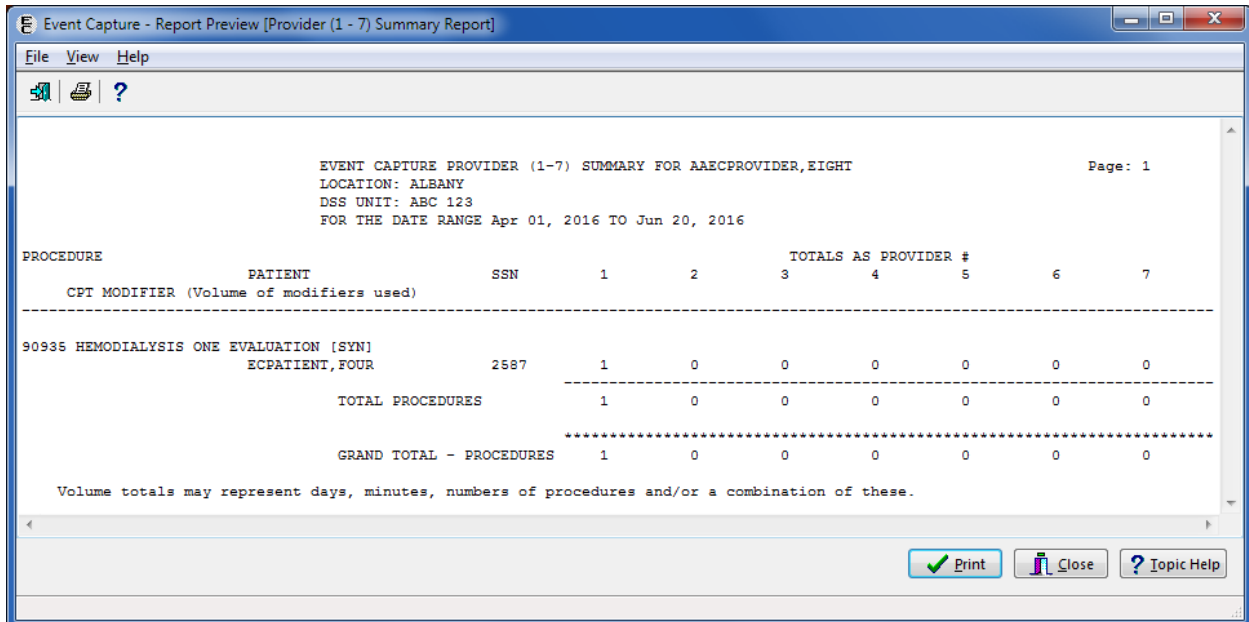 Event Capture - Report Preview [Provider (1 - 7) Summary Report]
File View Help
EVENT CAPTURE PROVIDER (1-7) SUMMARY FOR AAECPROVIDER,EIGHT Page: 1
LOCATION: ALBANY
DSS UNIT: ABC 123
FOR THE DATE RANGE Apr 01, 2016 TO Jun 20, 2016
PROCEDURE TOTALS AS PROVIDER #
PATIENT SSN 1 2 3 4 5 6 7
CPT MODIFIER (Volume of modifiers used)
90935 HEMODIALYSIS ONE EVALUATION [SYN]
ECPATIENT,FOUR 2587 1 0 0 0 0 0 0
TOTAL PROCEDURES 1 0 0 0 0 0 0
GRAND TOTAL - PROCEDURES 1 0 0 0 0 0 0
Volume totals may represent days, minutes, numbers of procedures and/or a combination of these.
Print Close ? Topic Help